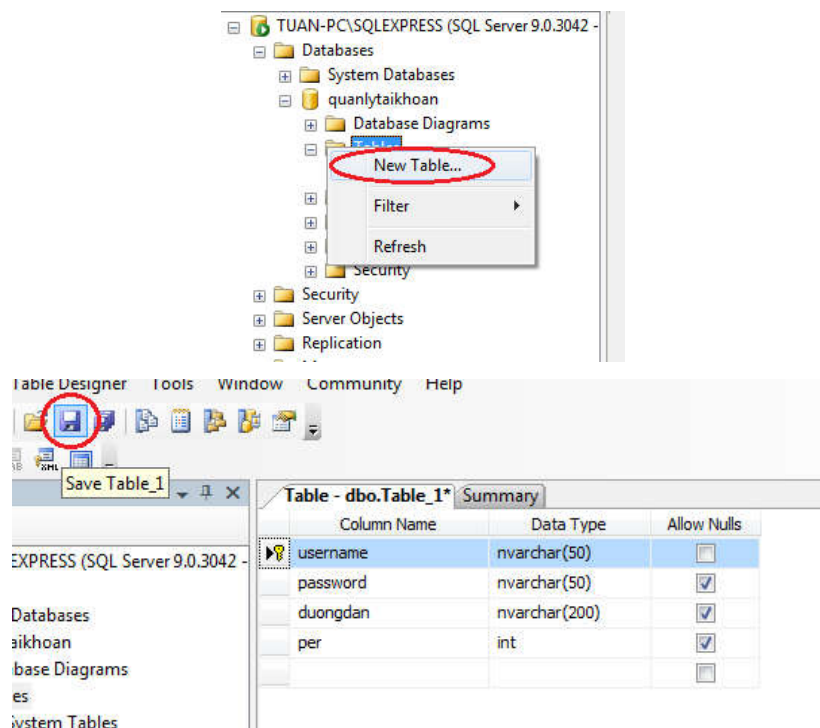 TUAN-PC\SQLEXPRESS (SQL Server 9.0.3042 -
Databases
System Databases
quanlytaikhoan
Database Diagrams
Tables
New Table...
Filter
Refresh
Security
Security
Server Objects
Replication
Table Designer Tools Window Community Help
Save Table_1
Table - dbo.Table_1* Summary
Column Name Data Type Allow Nulls
EXPRESS (SQL Server 9.0.3042 -
username nvarchar(50)
password nvarchar(50)
Databases
duongdan nvarchar(200)
aikhoan
per int
base Diagrams
es
System Tables